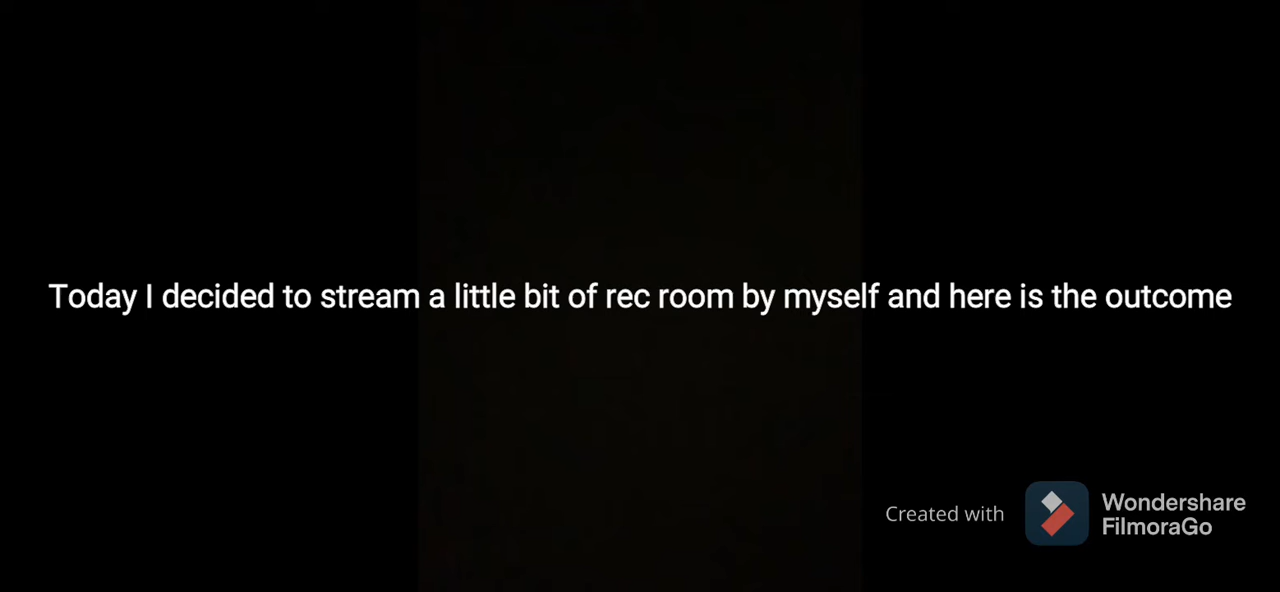 Today I decided to stream a little bit of rec room by myself and here is the outcome
Created with
Wondershare
FilmoraGo